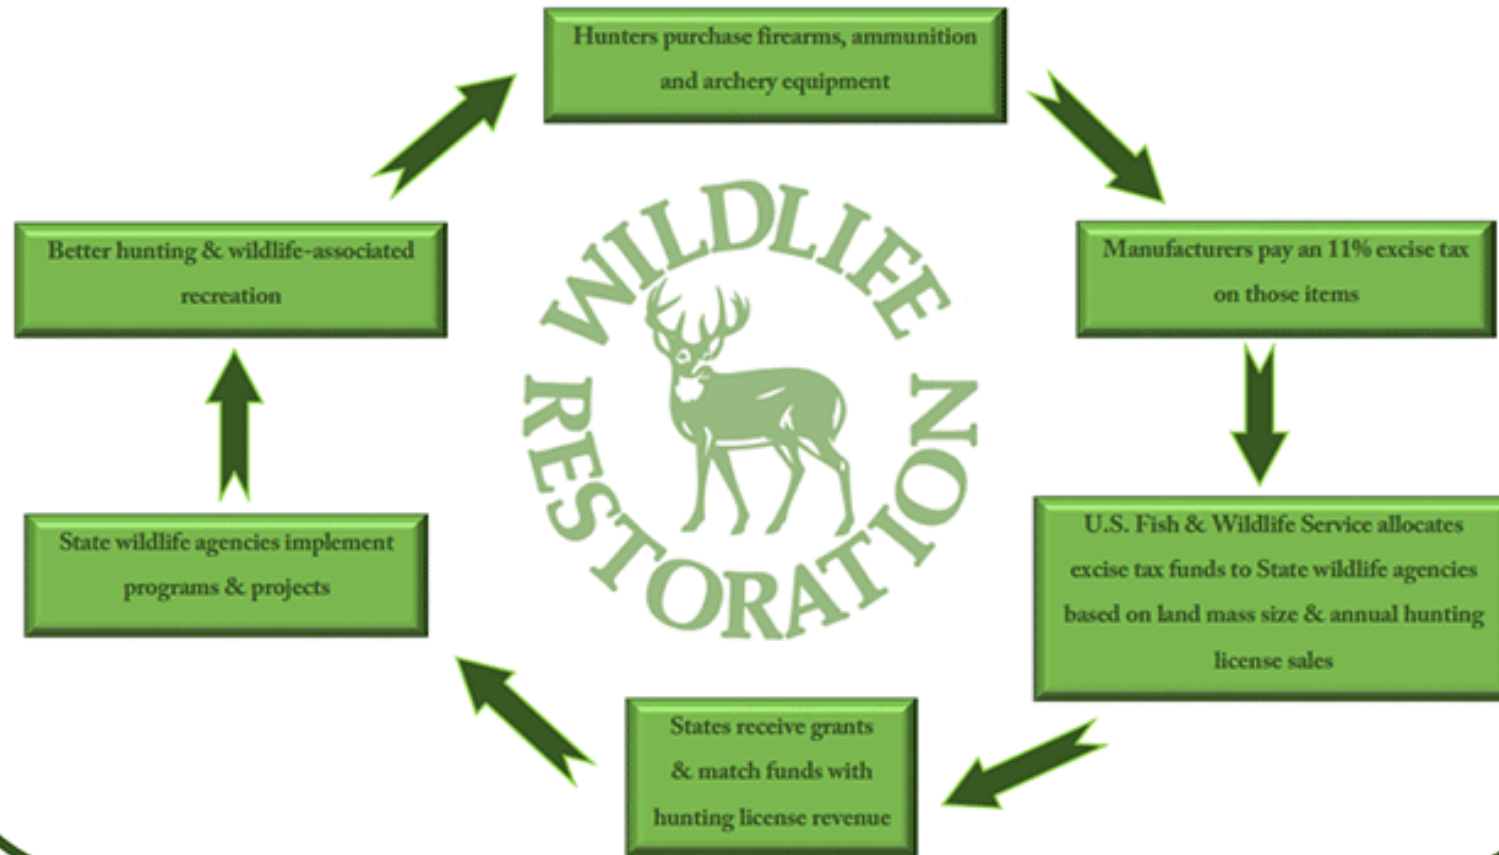 Hunters purchase firearms, ammunition
and archery equipment
Manufacturers pay an 11% excise tax
on those items
U.S. Fish & Wildlife Service allocates
excise tax funds to State wildlife agencies
based on land mass size & annual hunting
license sales
States receive grants
& match funds with
hunting license revenue
State wildlife agencies implement
programs & projects
Better hunting & wildlife-associated
recreation
WILDLIFE
RESTORATION